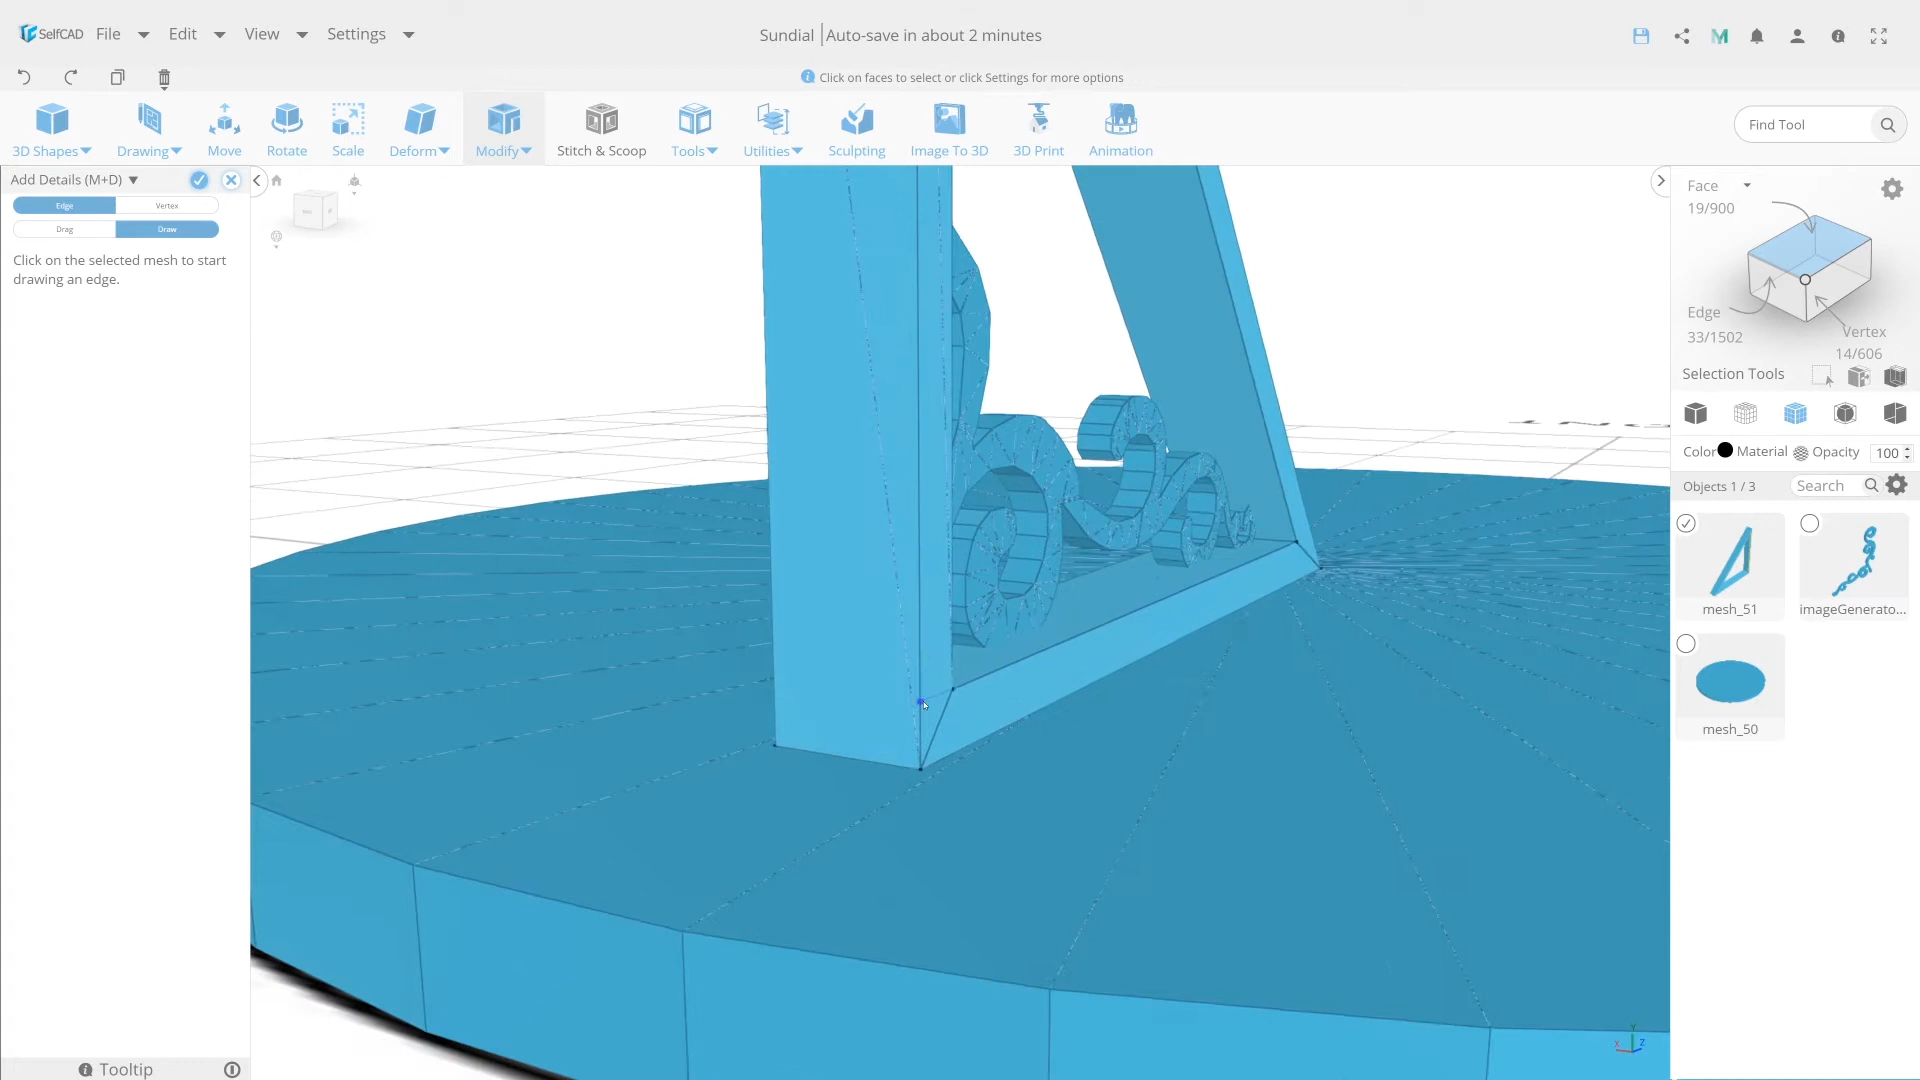 SelfCAD File Edit View Settings
Sundial Auto-save in about 2 minutes
Click on faces to select or click Settings for more options
3D Shapes Drawing Move Rotate Scale Deform Modify Stitch & Scoop Tools Utilities Sculpting Image To 3D 3D Print Animation
Find Tool
Add Details (M+D)
Edge Vertex
Drag Draw
Click on the selected mesh to start
drawing an edge.
Face
19/900
Edge
33/1502
Vertex
14/606
Selection Tools
Color Material Opacity 100
Objects 1 / 3 Search
mesh_51 imageGenerato...
mesh_50
Y
X Z
Tooltip